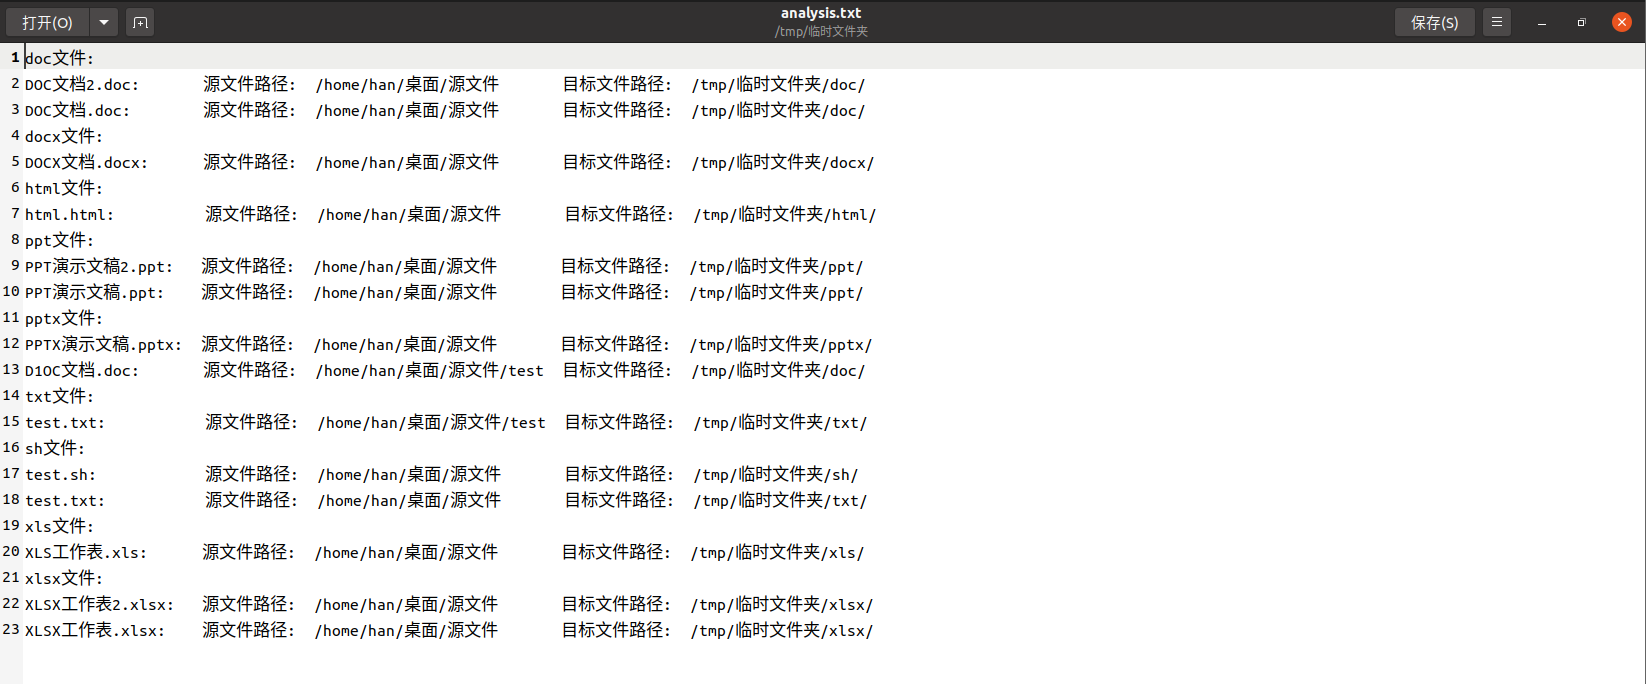 打开(O)
analysis.txt
/tmp/临时文件夹
保存(S)
1 doc文件:
2 DOC文档2.doc: 源文件路径: /home/han/桌面/源文件 目标文件路径: /tmp/临时文件夹/doc/
3 DOC文档.doc: 源文件路径: /home/han/桌面/源文件 目标文件路径: /tmp/临时文件夹/doc/
4 docx文件:
5 DOCX文档.docx: 源文件路径: /home/han/桌面/源文件 目标文件路径: /tmp/临时文件夹/docx/
6 html文件:
7 html.html: 源文件路径: /home/han/桌面/源文件 目标文件路径: /tmp/临时文件夹/html/
8 ppt文件:
9 PPT演示文稿2.ppt: 源文件路径: /home/han/桌面/源文件 目标文件路径: /tmp/临时文件夹/ppt/
10 PPT演示文稿.ppt: 源文件路径: /home/han/桌面/源文件 目标文件路径: /tmp/临时文件夹/ppt/
11 pptx文件:
12 PPTX演示文稿.pptx: 源文件路径: /home/han/桌面/源文件 目标文件路径: /tmp/临时文件夹/pptx/
13 D1OC文档.doc: 源文件路径: /home/han/桌面/源文件/test 目标文件路径: /tmp/临时文件夹/doc/
14 txt文件:
15 test.txt: 源文件路径: /home/han/桌面/源文件/test 目标文件路径: /tmp/临时文件夹/txt/
16 sh文件:
17 test.sh: 源文件路径: /home/han/桌面/源文件 目标文件路径: /tmp/临时文件夹/sh/
18 test.txt: 源文件路径: /home/han/桌面/源文件 目标文件路径: /tmp/临时文件夹/txt/
19 xls文件:
20 XLS工作表.xls: 源文件路径: /home/han/桌面/源文件 目标文件路径: /tmp/临时文件夹/xls/
21 xlsx文件:
22 XLSX工作表2.xlsx: 源文件路径: /home/han/桌面/源文件 目标文件路径: /tmp/临时文件夹/xlsx/
23 XLSX工作表.xlsx: 源文件路径: /home/han/桌面/源文件 目标文件路径: /tmp/临时文件夹/xlsx/